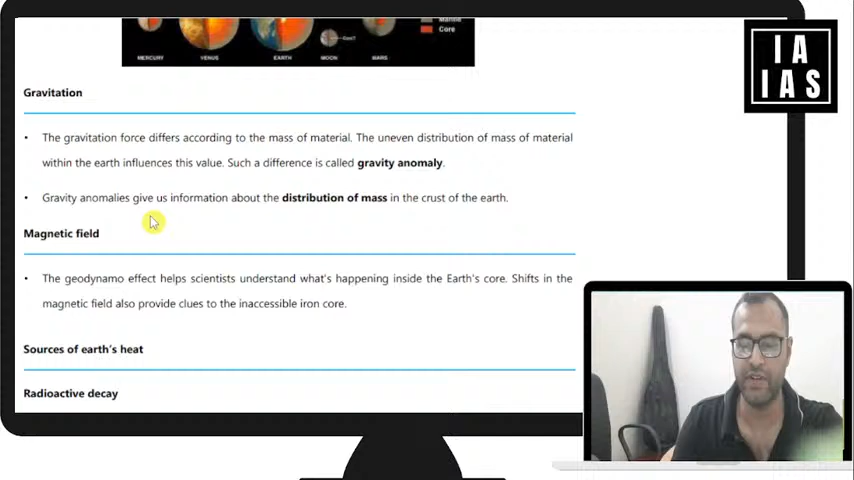 Mantle
Core
MERCURY
VENUS
EARTH
MOON
MARS
IA
IAS
Gravitation
• The gravitation force differs according to the mass of material. The uneven distribution of mass of material
within the earth influences this value. Such a difference is called gravity anomaly.
• Gravity anomalies give us information about the distribution of mass in the crust of the earth.
Magnetic field
• The geodynamo effect helps scientists understand what's happening inside the Earth's core. Shifts in the
magnetic field also provide clues to the inaccessible iron core.
Sources of earth's heat
Radioactive decay